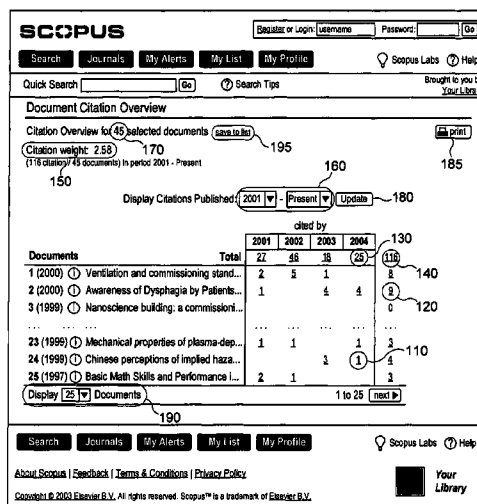 SCOPUS Register or Login: username Password: Go
Search Journals My Alerts My List My Profile Scopus Labs ? Help
Quick Search Go ? Search Tips Brought to you b
Your Libra
Document Citation Overview
Citation Overview for 45 selected documents save to list print
170 195 185
Citation weight: 2.58
(116 citation/ 45 documents) in period 2001 - Present
150 160
Display Citations Published: 2001 - Present Update 180
cited by
2001 2002 2003 2004 130
Documents Total 27 46 18 25 116
140
1 (2000) Ventilation and commissioning stand... 2 5 1 8
2 (2000) Awareness of Dysphagia by Patients... 1 4 4 9
120
3 (1999) Nanoscience building: a commissioni... 0
... ... ... ... ... ...
110
23 (1999) Mechanical properties of plasma-dep... 1 1 1 3
24 (1998) Chinese perceptions of implied haza... 3 1 4
25 (1997) Basic Math Skills and Performance i... 2 1 3
Display 25 Documents 1 to 25 next
190
Search Journals My Alerts My List My Profile Scopus Labs ? Help
About Scopus | Feedback | Terms & Conditions | Privacy Policy Your
Library
Copyright © 2003 Elsevier B.V. All rights reserved. Scopus™ is a trademark of Elsevier B.V.